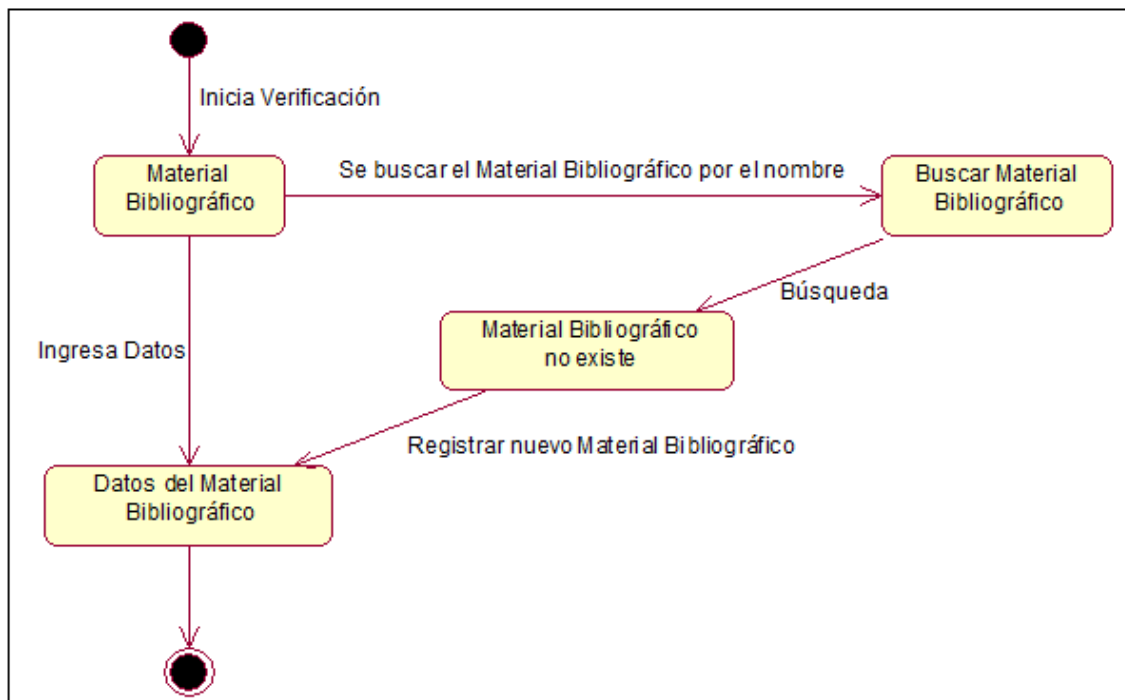 Inicia Verificación
Material
Bibliográfico
Se buscar el Material Bibliográfico por el nombre
Buscar Material
Bibliográfico
Búsqueda
Material Bibliográfico
no existe
Ingresa Datos
Registrar nuevo Material Bibliográfico
Datos del Material
Bibliográfico